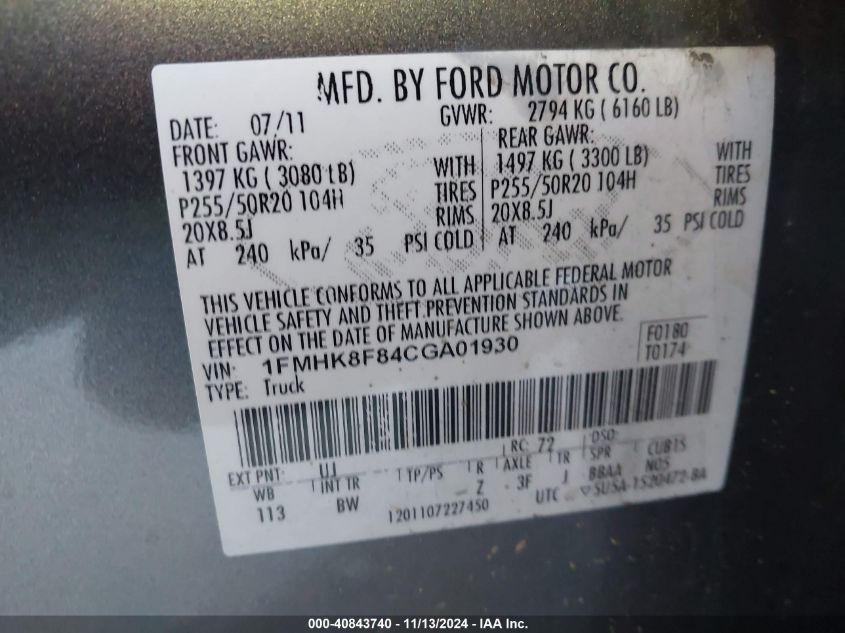 MFD. BY FORD MOTOR CO.
DATE: 07/11 GVWR: 2794 KG ( 6160 LB)
FRONT GAWR: REAR GAWR:
1397 KG ( 3080 LB) WITH 1497 KG ( 3300 LB) WITH
P255/50R20 104H TIRES P255/50R20 104H TIRES
20X8.5J RIMS 20X8.5J RIMS
AT 240 kPa/ 35 PSI COLD AT 240 kPa/ 35 PSI COLD
THIS VEHICLE CONFORMS TO ALL APPLICABLE FEDERAL MOTOR
VEHICLE SAFETY AND THEFT PREVENTION STANDARDS IN
EFFECT ON THE DATE OF MANUFACTURE SHOWN ABOVE.
VIN: 1FMHK8F84CGA01930 F0180
TYPE: Truck T0174
EXT PNT: UJ RC: 72 DSO:
WB INT TR TP/PS R AXLE TR SPR CUB15
113 BW Z 3F J BBAA N05
1201107227450 UTC ▽5U5A-1520472-BA
000-40843740 - 11/13/2024 - IAA Inc.